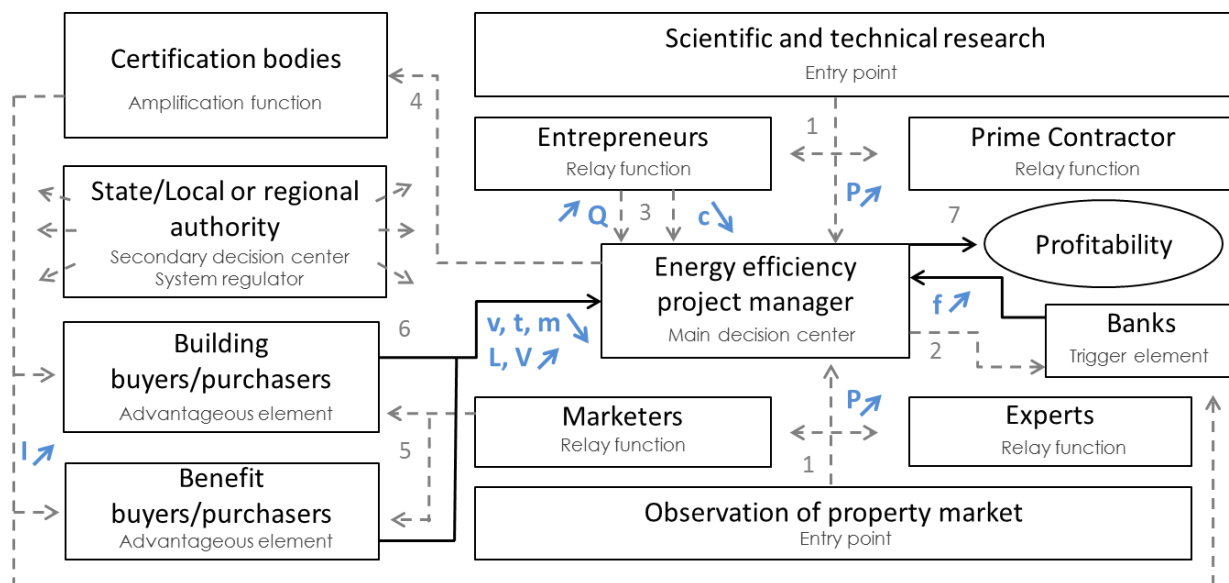 Certification bodies
Amplification function
4
Scientific and technical research
Entry point
Entrepreneurs
Relay function
1
Prime Contractor
Relay function
State/Local or regional
authority
Secondary decision center
System regulator
Q
3
c
P
7
Profitability
Energy efficiency
project manager
Main decision center
f
Banks
Trigger element
2
6
v, t, m
L, V
Building
buyers/purchasers
Advantageous element
Marketers
Relay function
P
1
Experts
Relay function
I
5
Benefit
buyers/purchasers
Advantageous element
Observation of property market
Entry point